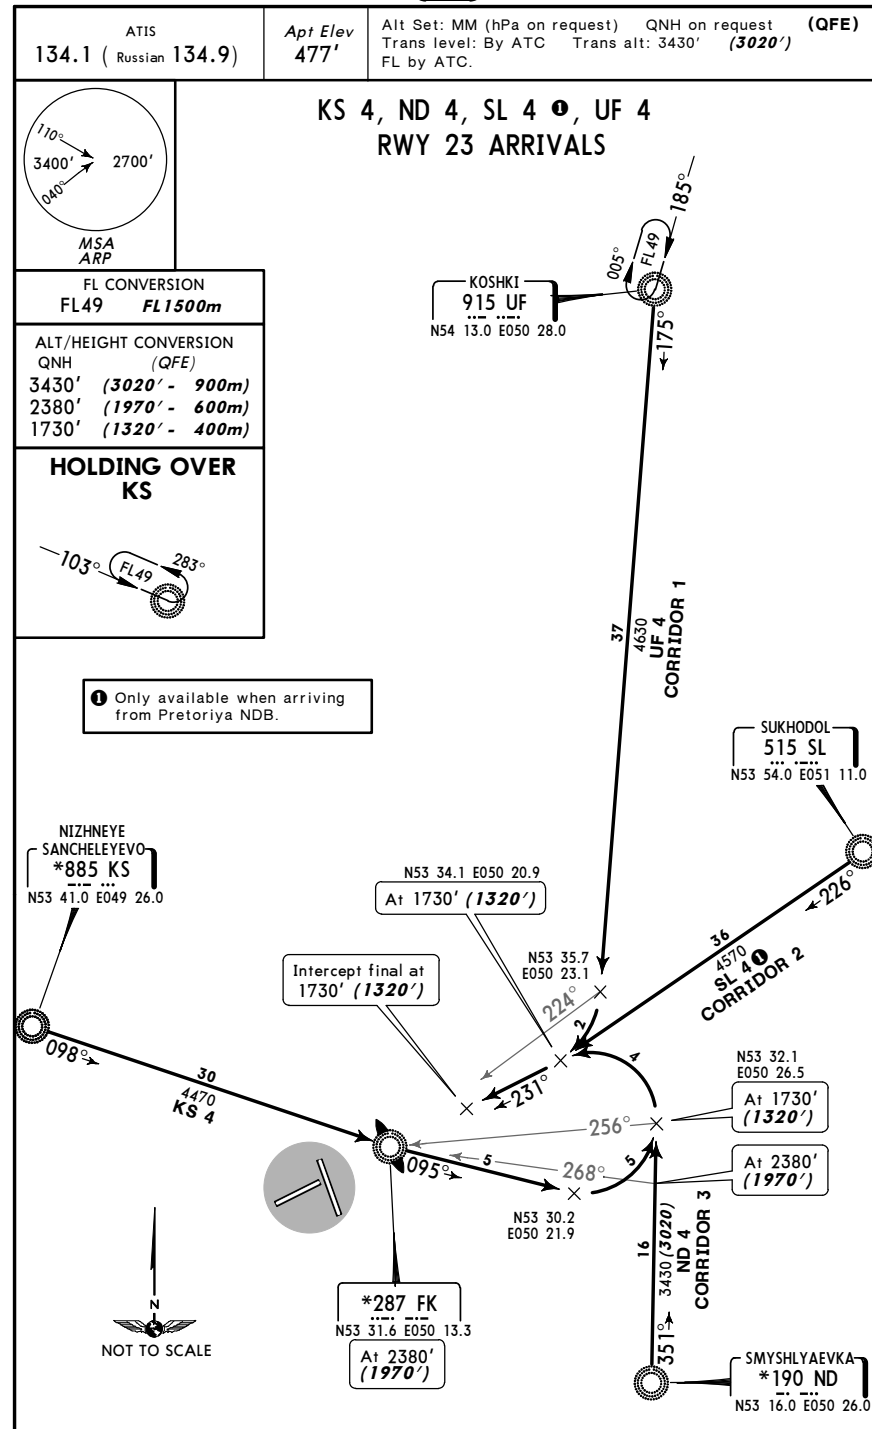 ATIS
134.1 ( Russian 134.9)
Apt Elev
477'
Alt Set: MM (hPa on request) QNH on request (QFE)
Trans level: By ATC Trans alt: 3430' (3020')
FL by ATC.
110°
3400' 2700'
040°
MSA
ARP
KS 4, ND 4, SL 4 ❶, UF 4
RWY 23 ARRIVALS
FL CONVERSION
FL49 FL1500m
ALT/HEIGHT CONVERSION
QNH (QFE)
3430' (3020' - 900m)
2380' (1970' - 600m)
1730' (1320' - 400m)
HOLDING OVER
KS
103°
FL49
283°
185°
005°
FL49
KOSHKI
915 UF
N54 13.0 E050 28.0
175°
37
4630
UF 4
CORRIDOR 1
❶ Only available when arriving
from Pretoriya NDB.
SUKHODOL
515 SL
N53 54.0 E051 11.0
226°
36
4570
SL 4 ❶
CORRIDOR 2
NIZHNEYE
SANCHELEYEVO
*885 KS
N53 41.0 E049 26.0
N53 34.1 E050 20.9
At 1730' (1320')
Intercept final at
1730' (1320')
N53 35.7
E050 23.1
224°
2
231°
4
098°
30
4470
KS 4
N53 32.1
E050 26.5
At 1730'
(1320')
256°
At 2380'
(1970')
268°
095°
5
5
N53 30.2
E050 21.9
16
3430 (3020)
ND 4
CORRIDOR 3
351°
*287 FK
N53 31.6 E050 13.3
At 2380'
(1970')
N
NOT TO SCALE
SMYSHLYAEVKA
*190 ND
N53 16.0 E050 26.0